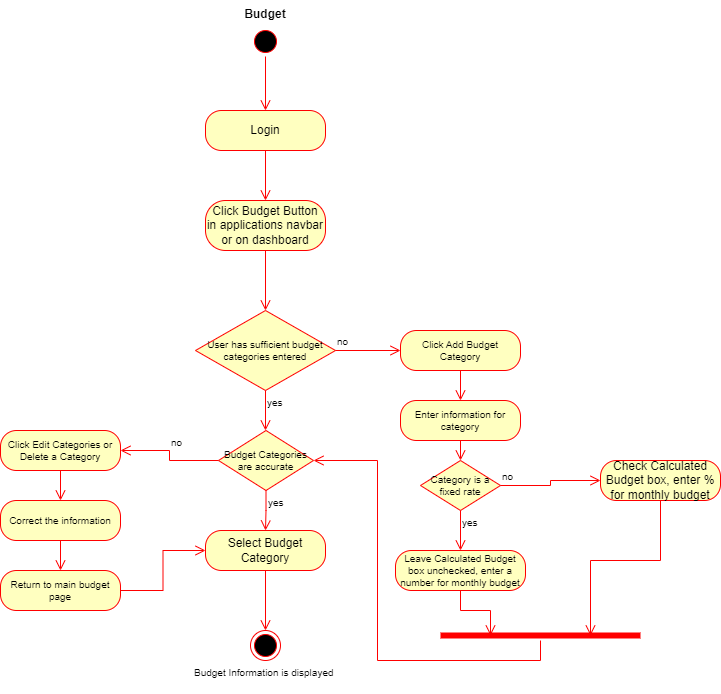 Budget
Login
Click Budget Button
in applications navbar
or on dashboard
User has sufficient budget
categories entered
no
Click Add Budget
Category
yes
Enter information for
category
Budget Categories
are accurate
no
Click Edit Categories or
Delete a Category
Category is a
fixed rate
no
Check Calculated
Budget box, enter %
for monthly budget
yes
Correct the information
yes
Select Budget
Category
Leave Calculated Budget
box unchecked, enter a
number for monthly budget
Return to main budget
page
Budget Information is displayed